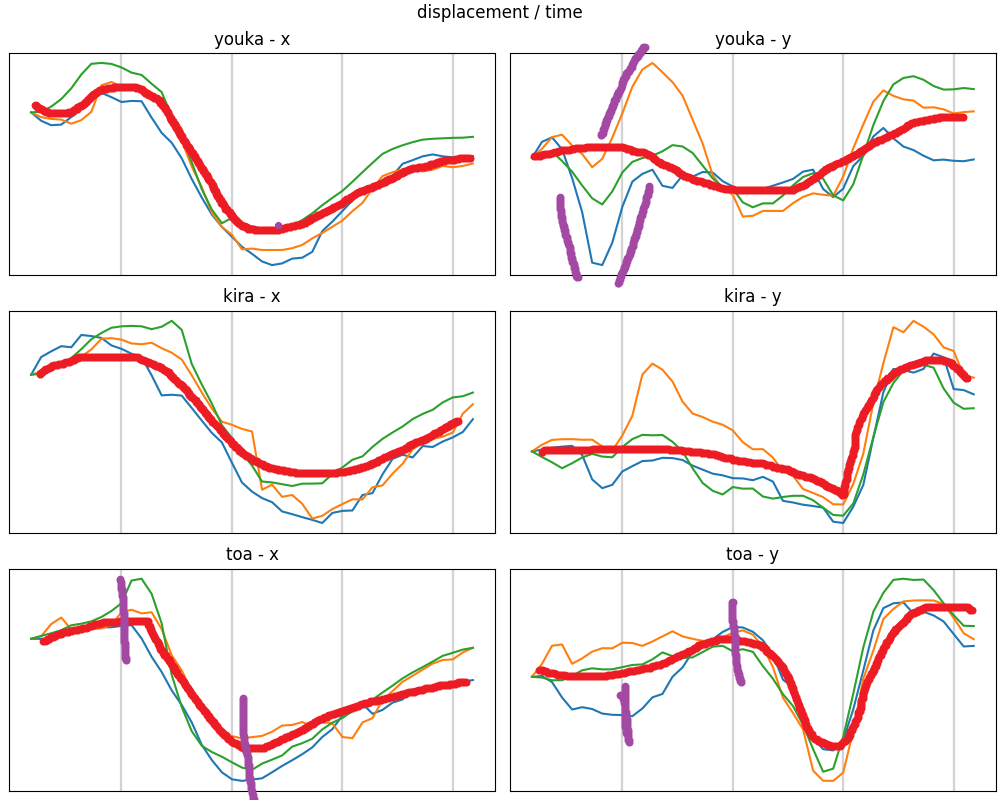 displacement / time
youka - x
youka - y
kira - x
kira - y
toa - x
toa - y